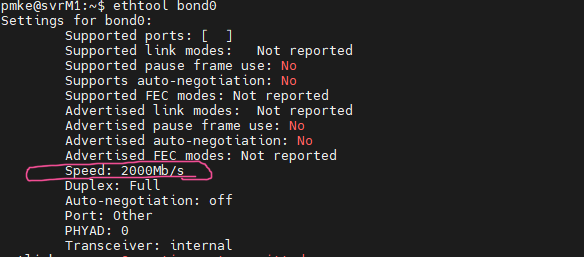 pmke@svrM1:~$ ethtool bond0
Settings for bond0:
Supported ports: [  ]
Supported link modes:   Not reported
Supported pause frame use: No
Supports auto-negotiation: No
Supported FEC modes: Not reported
Advertised link modes:  Not reported
Advertised pause frame use: No
Advertised auto-negotiation: No
Advertised FEC modes: Not reported
Speed: 2000Mb/s
Duplex: Full
Auto-negotiation: off
Port: Other
PHYAD: 0
Transceiver: internal